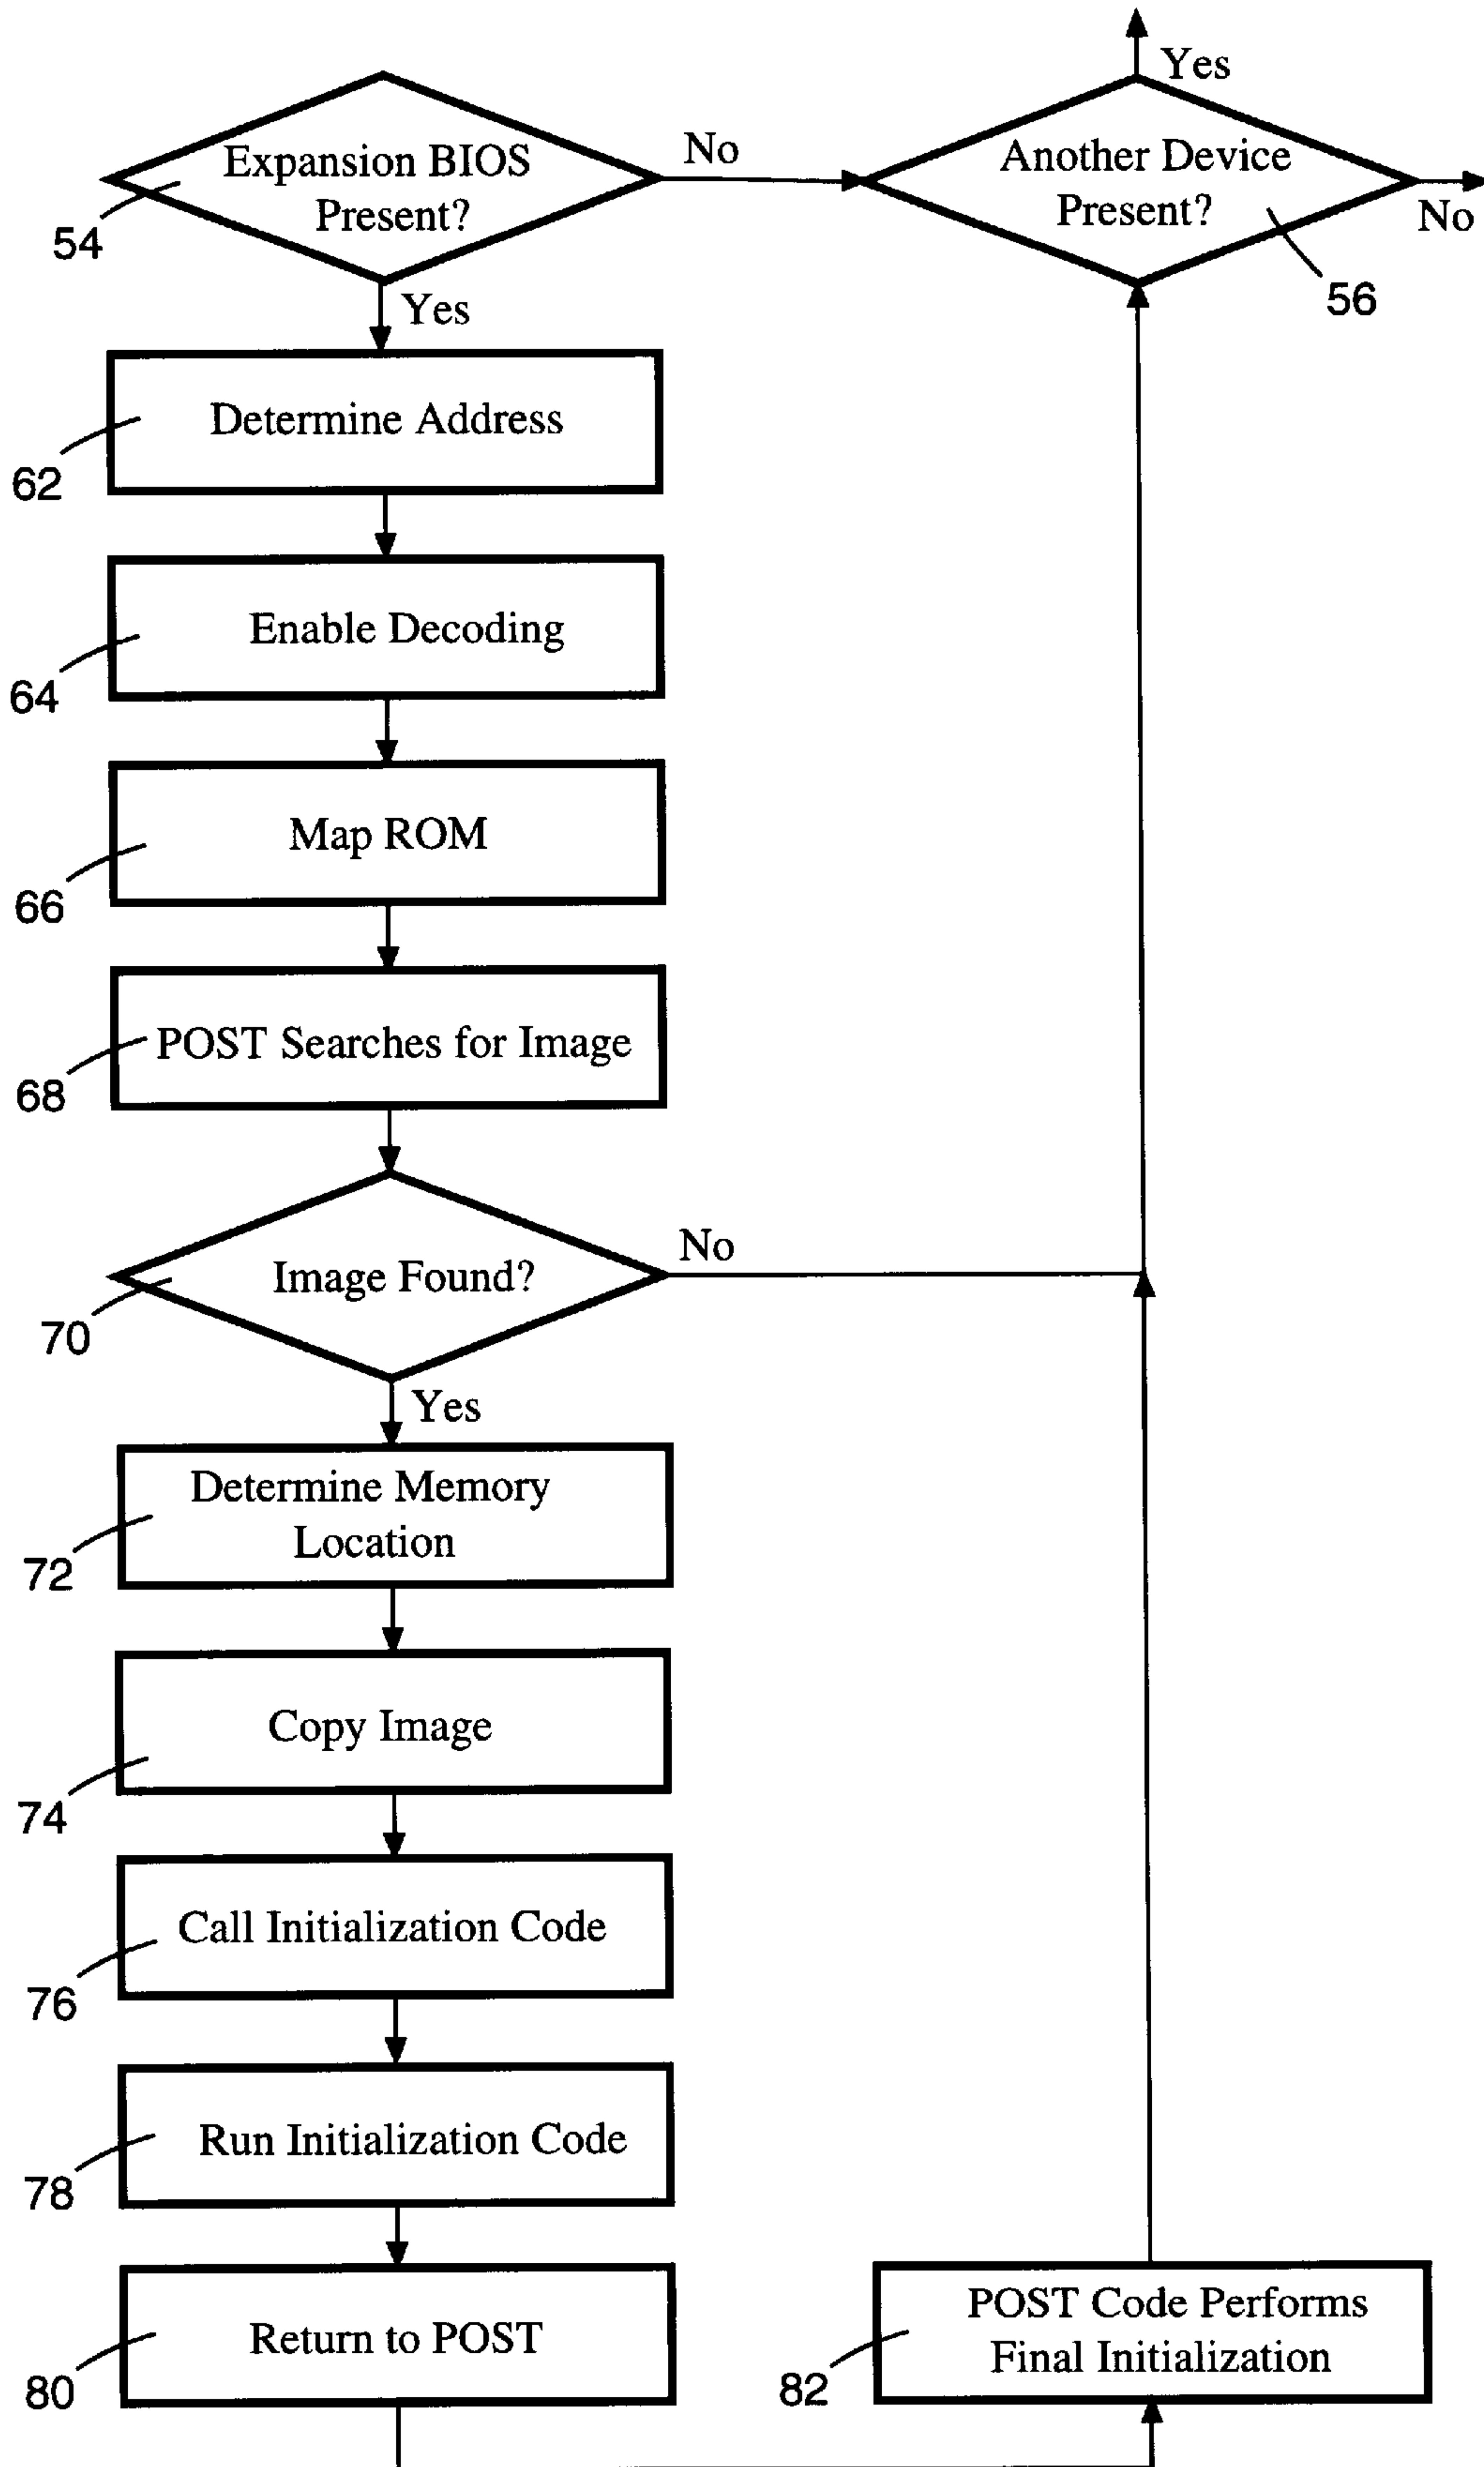 Yes
Expansion BIOS
Present?
54
No
Another Device
Present?
No
56
Yes
Determine Address
62
Enable Decoding
64
Map ROM
66
POST Searches for Image
68
Image Found?
No
70
Yes
Determine Memory
Location
72
Copy Image
74
Call Initialization Code
76
Run Initialization Code
78
Return to POST
80
POST Code Performs
Final Initialization
82